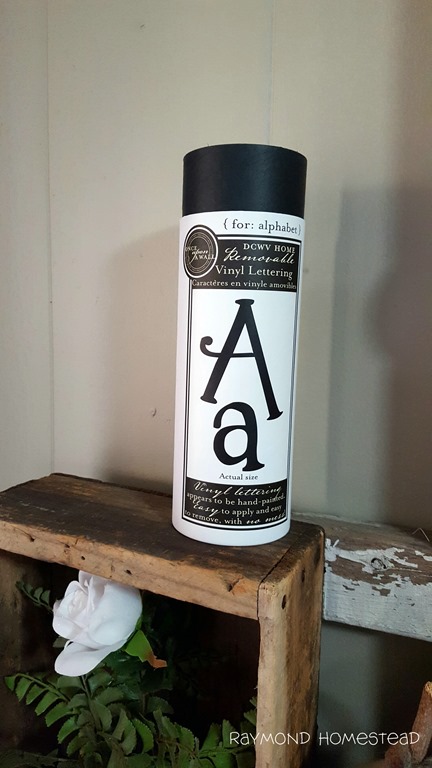 { for: alphabet }
ONCE
upon
A WALL
DCWV HOME
Removable
Vinyl Lettering
Caractéres en vinyle amovibles
A
a
Actual size
Vinyl lettering
appears to be hand-painted.
Easy to apply and easy
to remove, with no mess!
RAYMOND HOMESTEAD